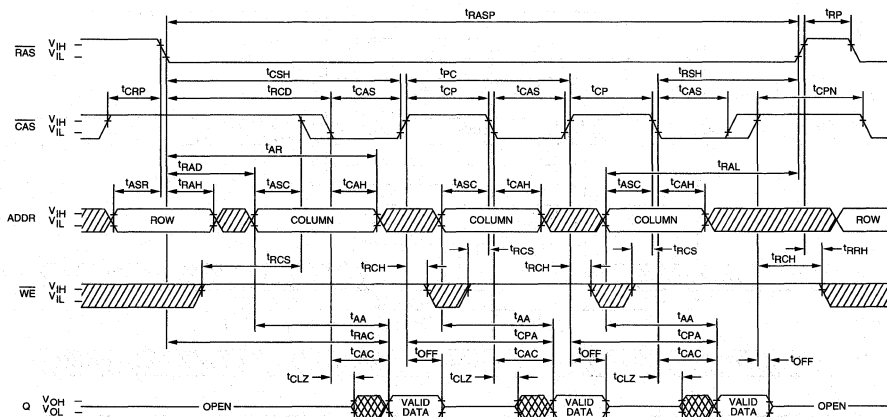 tRASP tRP
RAS VIH
VIL
tCSH tPC tRSH
tCRP tRCD tCAS tCP tCAS tCP tCAS tCPN
CAS VIH
VIL
tAR
tRAD tRAL
tASR tRAH tASC tCAH tASC tCAH tASC tCAH
ADDR VIH
VIL
ROW COLUMN COLUMN COLUMN ROW
tRCS tRCH tRCS tRCH tRCS tRCH tRRH
WE VIH
VIL
tAA tAA tAA
tRAC tCPA tCPA
tCAC tOFF tCAC tOFF tCAC tOFF
tCLZ tCLZ tCLZ
Q VOH
VOL
OPEN VALID DATA VALID DATA VALID DATA OPEN